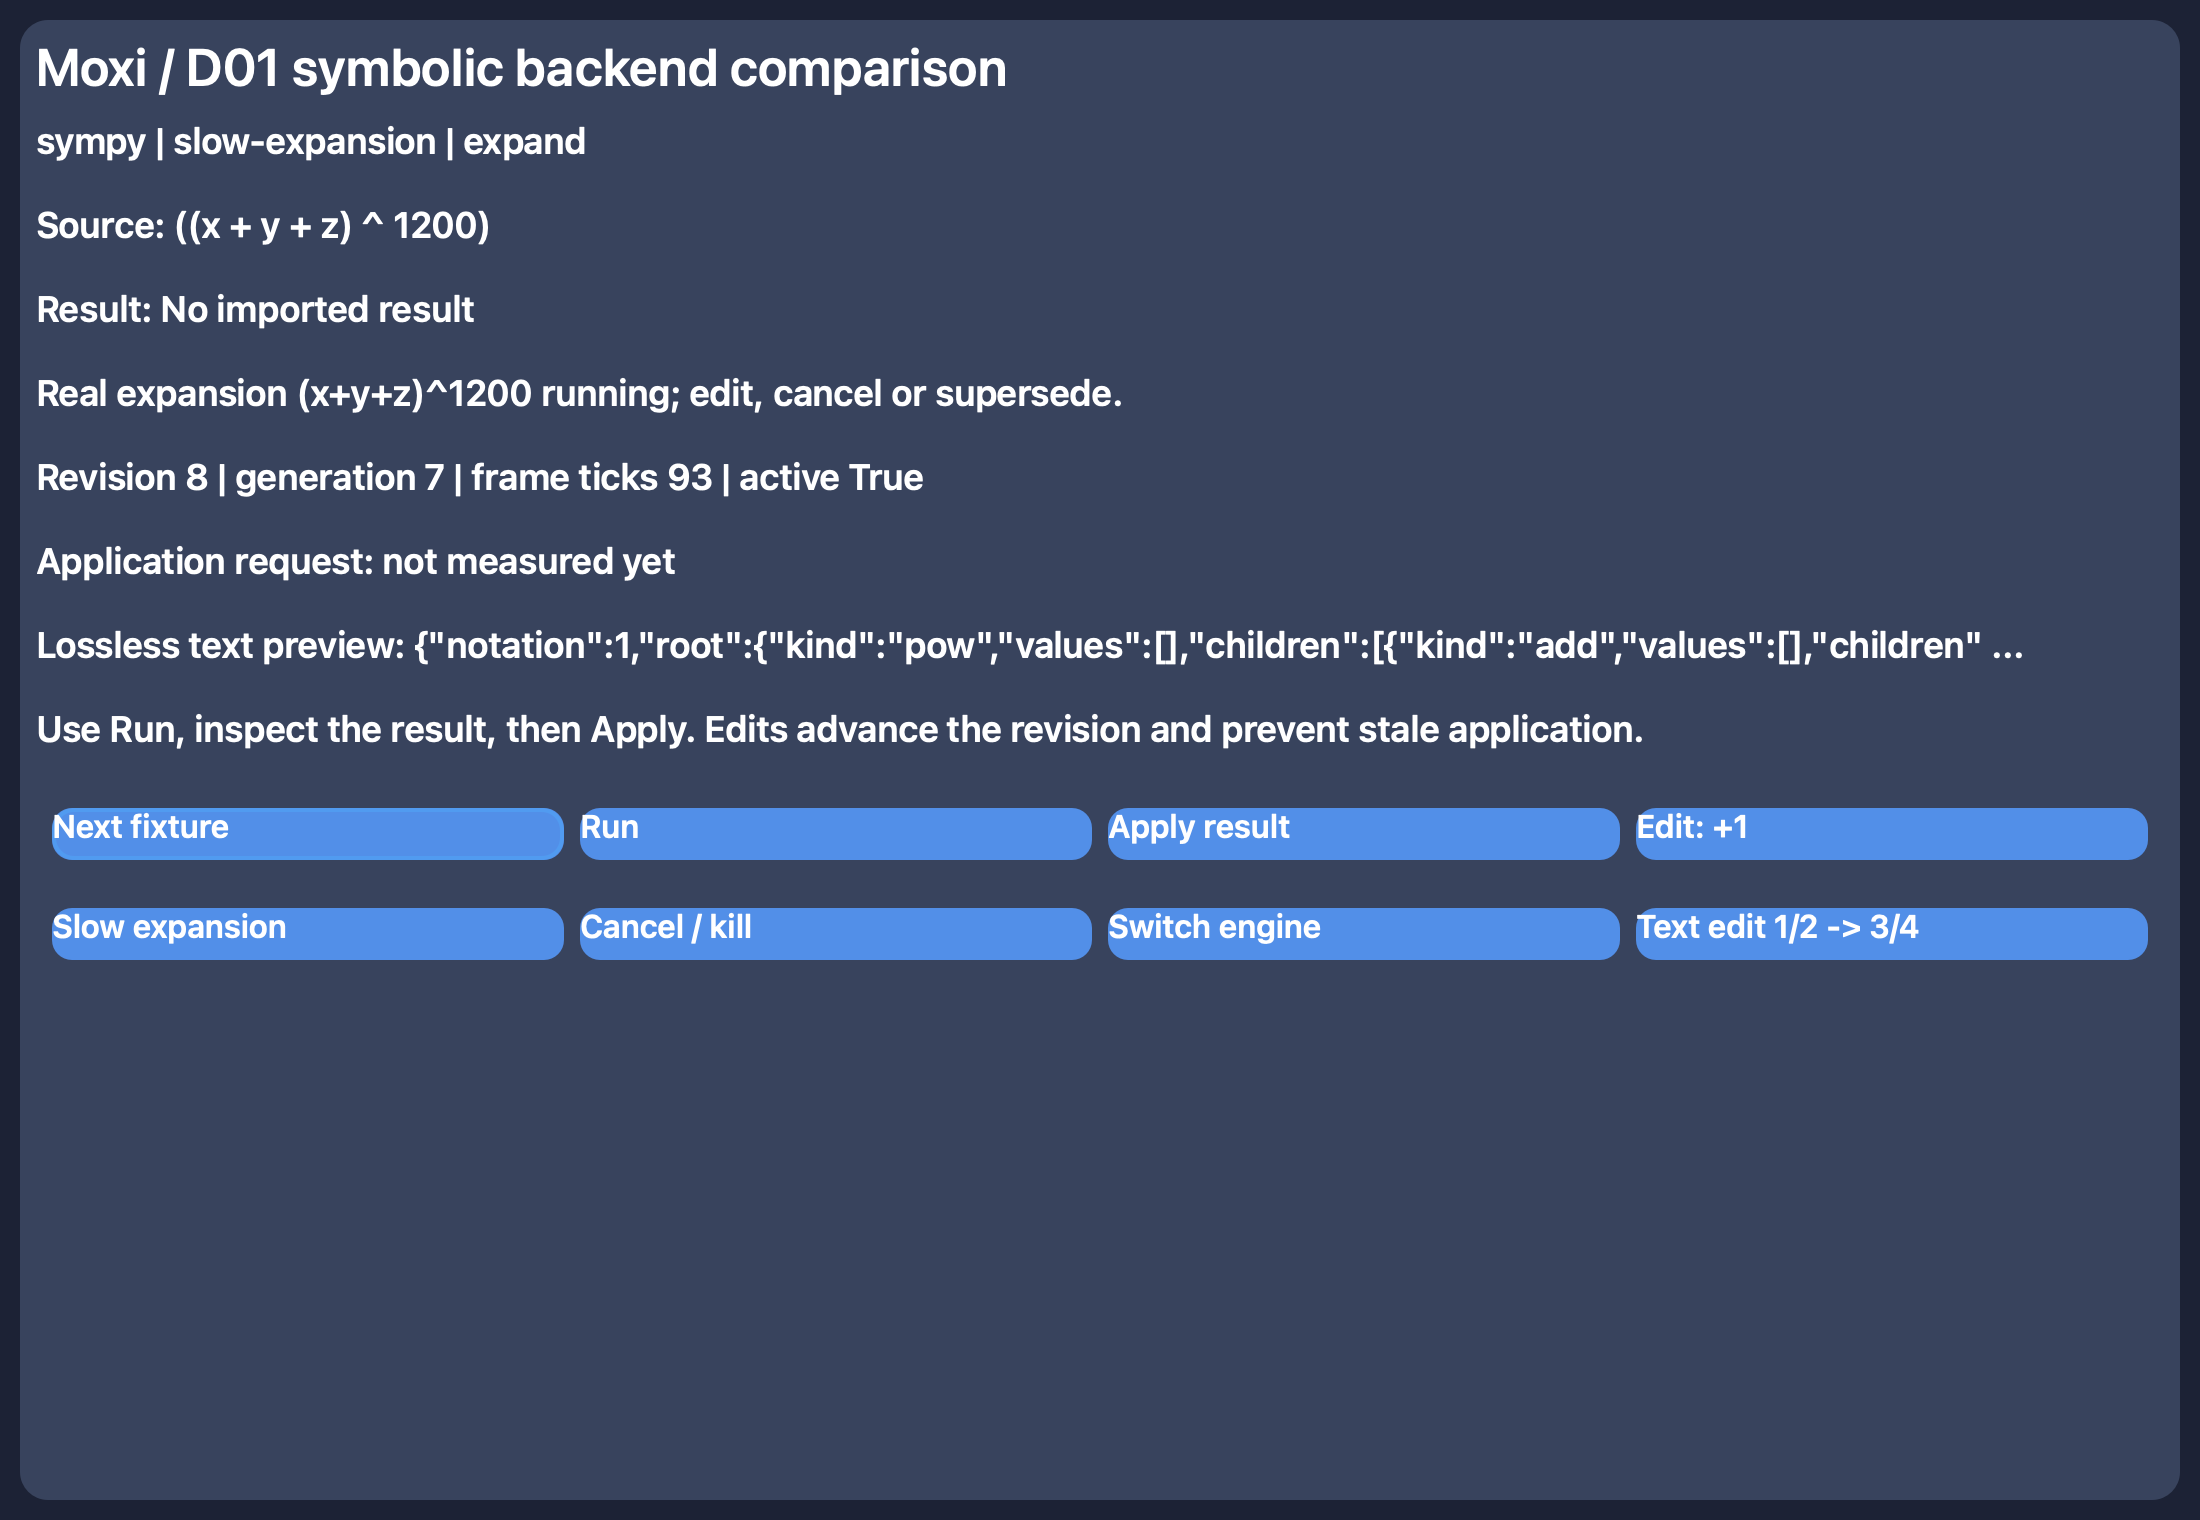 Moxi / D01 symbolic backend comparison
sympy | slow-expansion | expand
Source: ((x + y + z) ^ 1200)
Result: No imported result
Real expansion (x+y+z)^1200 running; edit, cancel or supersede.
Revision 8 | generation 7 | frame ticks 93 | active True
Application request: not measured yet
Lossless text preview: {"notation":1,"root":{"kind":"pow","values":[],"children":[{"kind":"add","values":[],"children" ...
Use Run, inspect the result, then Apply. Edits advance the revision and prevent stale application.
Next fixture
Run
Apply result
Edit: +1
Slow expansion
Cancel / kill
Switch engine
Text edit 1/2 -> 3/4